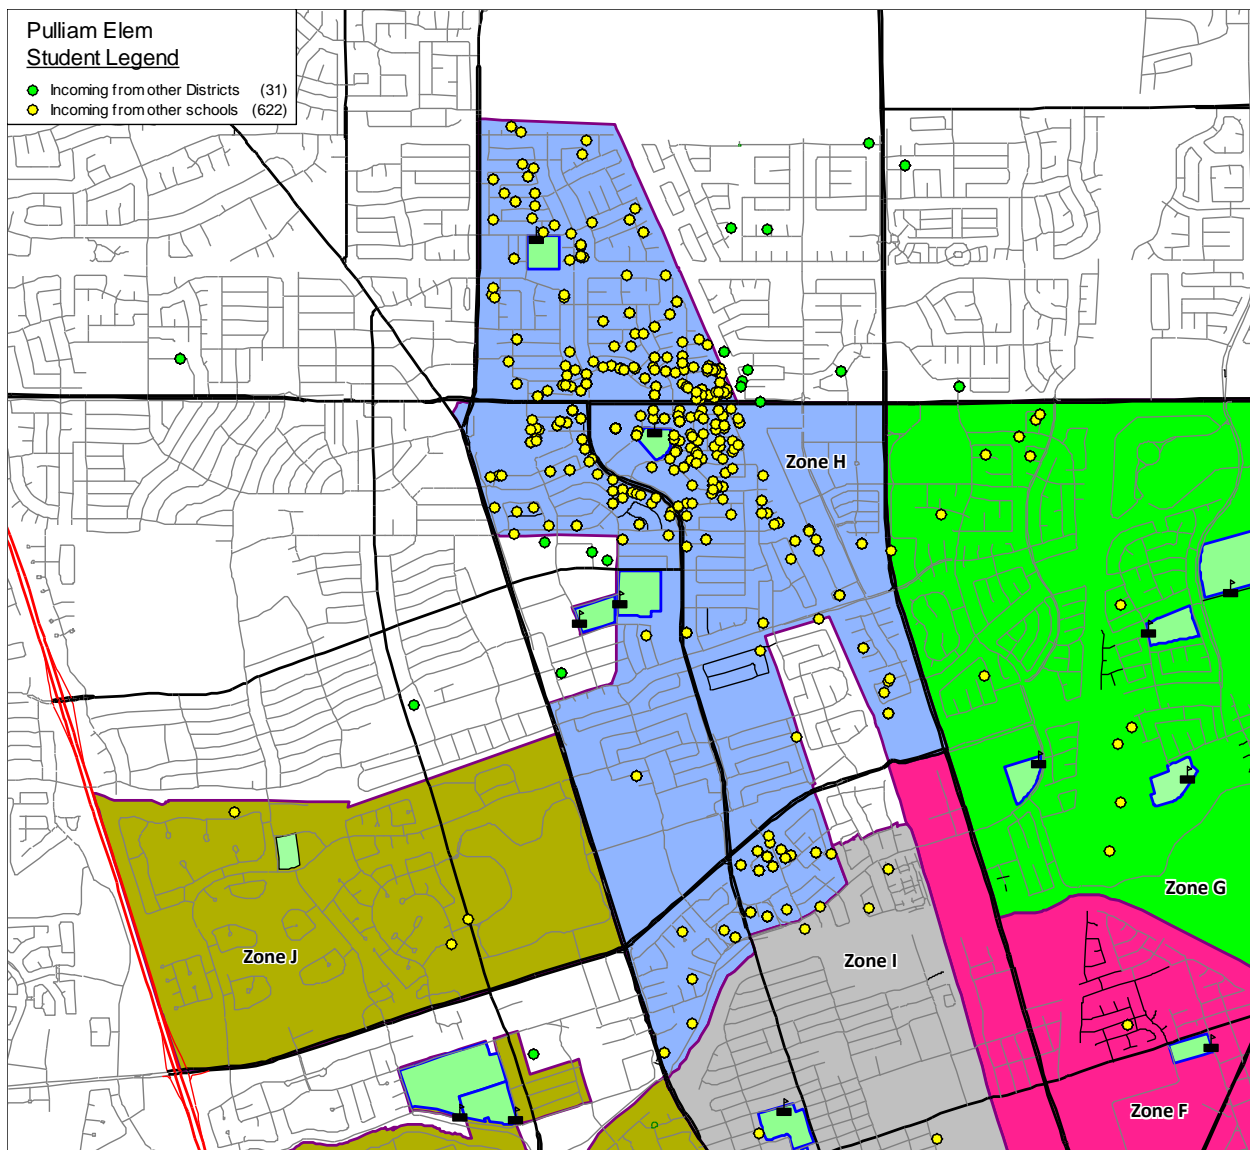 Pulliam Elem
Student Legend
Incoming from other Districts (31)
Incoming from other schools (622)
Zone H
Zone G
Zone J
Zone I
Zone F